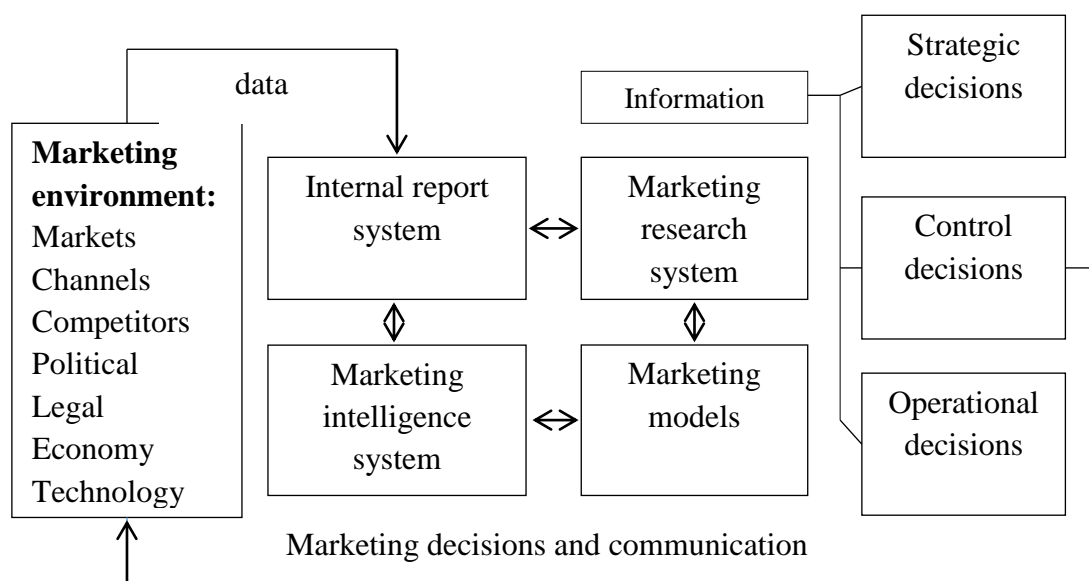 data
Marketing
environment:
Markets
Channels
Competitors
Political
Legal
Economy
Technology
Internal report
system
Marketing
intelligence
system
Information
Marketing
research
system
Marketing
models
Strategic
decisions
Control
decisions
Operational
decisions
Marketing decisions and communication